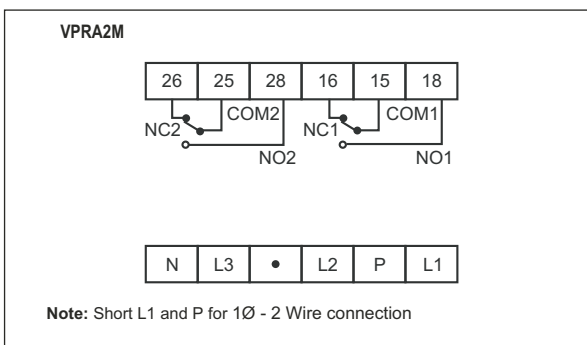 VPRA2M
26 25 28 16 15 18
NC2 COM2 NC1 COM1
NO2 NO1
N L3 • L2 P L1
Note: Short L1 and P for 1Ø - 2 Wire connection